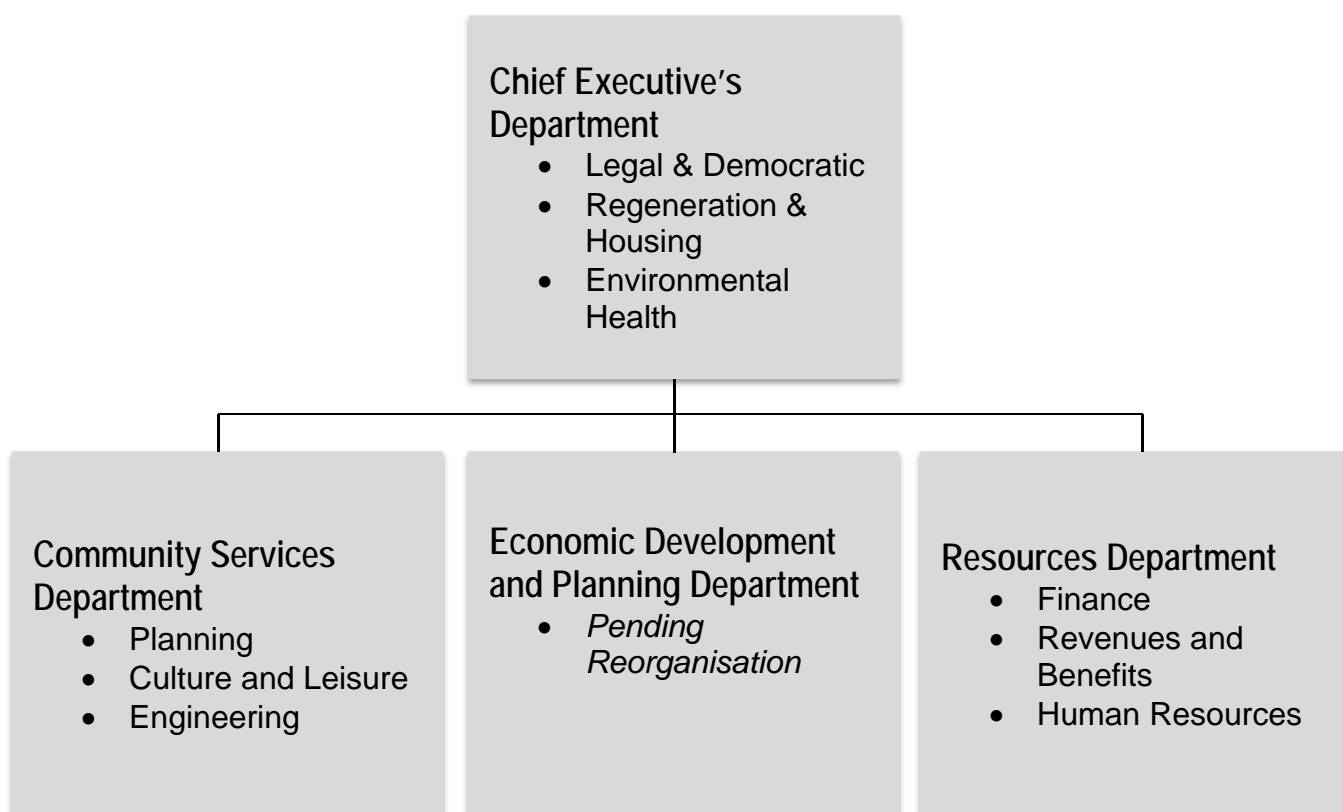 Chief Executive’s
Department
• Legal & Democratic
• Regeneration &
Housing
• Environmental
Health
Community Services
Department
• Planning
• Culture and Leisure
• Engineering
Economic Development
and Planning Department
• Pending
Reorganisation
Resources Department
• Finance
• Revenues and
Benefits
• Human Resources